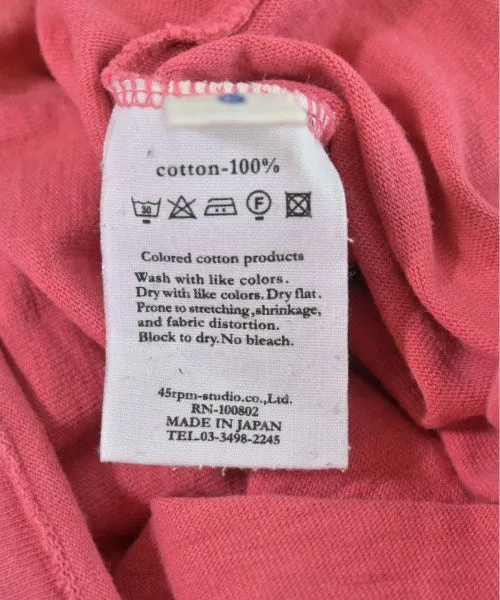 cotton-100%
30 F
Colored cotton products
Wash with like colors.
Dry with like colors. Dry flat.
Prone to stretching, shrinkage,
and fabric distortion.
Block to dry. No bleach.
45rpm-studio.co.,Ltd.
RN-100802
MADE IN JAPAN
TEL.03-3498-2245